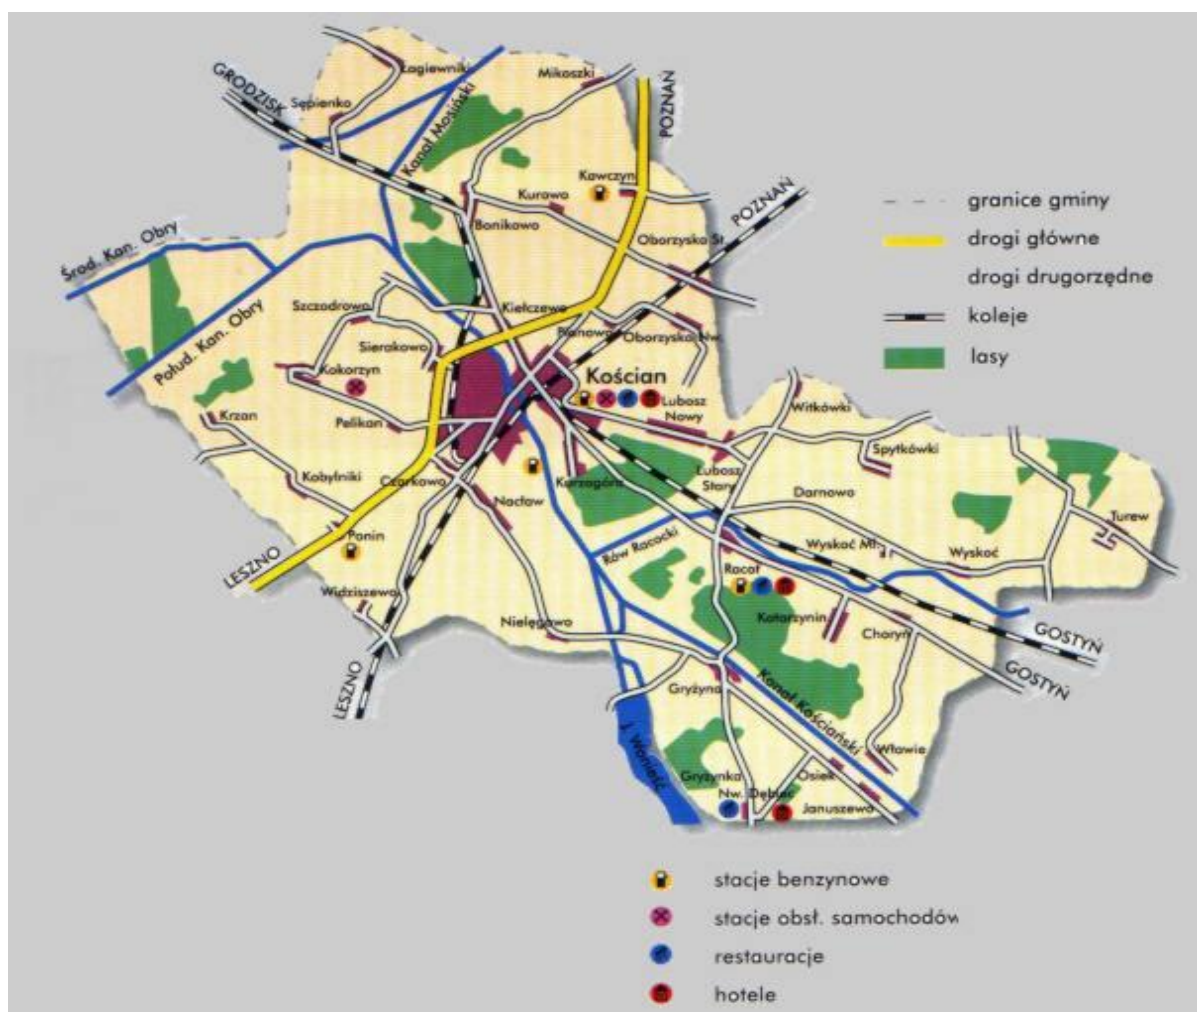 Łagiewniki
Mikoszki
GRODZISK
Sępienko
Kanał Mosiński
POZNAŃ
Kawczyn
Kurowo
Bonikowo
POZNAŃ
Środ. Kan. Obry
Oborzyska St.
granice gminy
drogi główne
drogi drugorzędne
koleje
lasy
Połud. Kan. Obry
Szczodrowo
Kiełczewo
Pianowo
Oborzyska Nw.
Sierakowo
Kokorzyn
Kościan
Lubosz
Nowy
Witkówki
Krzan
Pelikan
Spytkówki
Kobylniki
Czarkowo
Nacław
Kurzagóra
Lubosz
Stary
Darnowo
Turew
Ponin
LESZNO
Rów Racocki
Wyskoć Mł.
Wyskoć
Racot
Widziszewo
Nielęgowo
Katarzynin
Choryń
GOSTYŃ
GOSTYŃ
LESZNO
Gryżyna
Kanał Kościański
J. Wonieść
Wławie
Gryżynka
Osiek
Nw. Dębiec
Januszewo
stacje benzynowe
stacje obsł. samochodów
restauracje
hotele